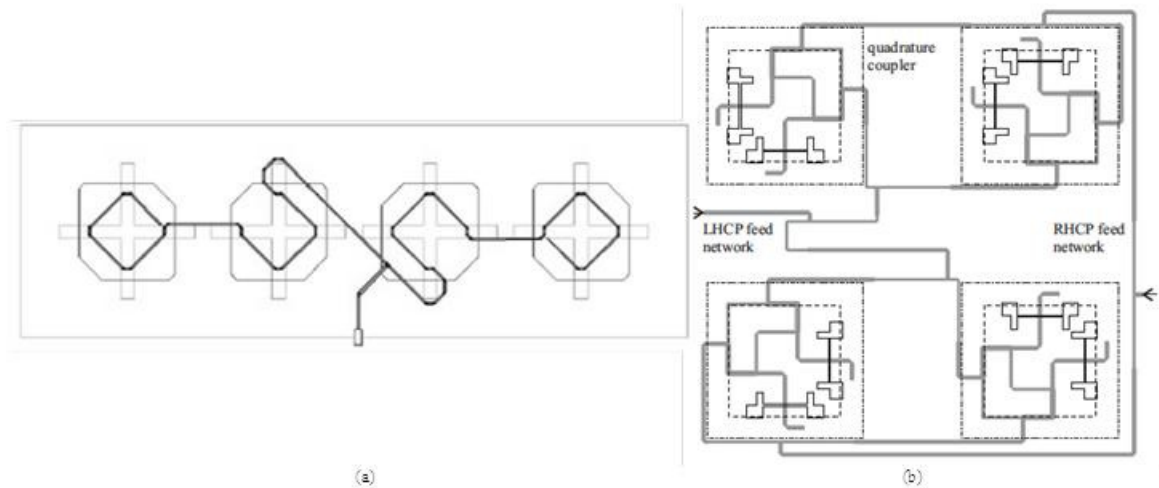 quadrature
coupler
LHCP feed
network
RHCP feed
network
(a)
(b)